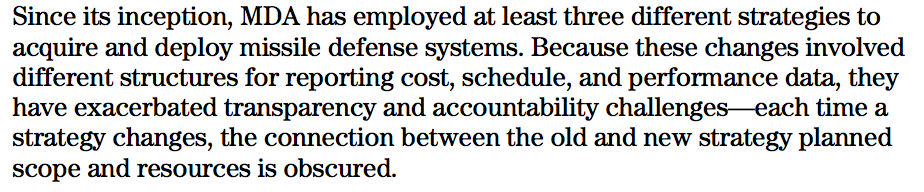 Since its inception, MDA has employed at least three different strategies to
acquire and deploy missile defense systems. Because these changes involved
different structures for reporting cost, schedule, and performance data, they
have exacerbated transparency and accountability challenges—each time a
strategy changes, the connection between the old and new strategy planned
scope and resources is obscured.